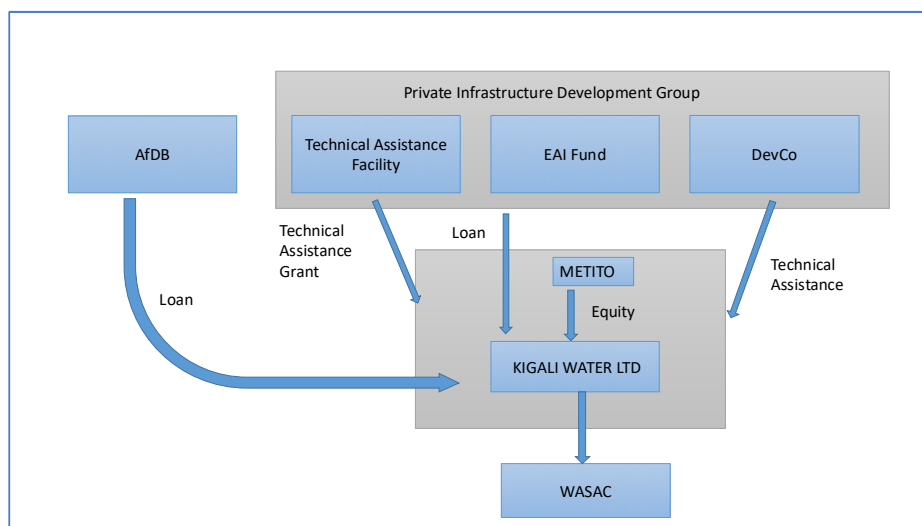 Private Infrastructure Development Group
AfDB
Technical Assistance
Facility
EAI Fund
DevCo
Technical
Assistance
Grant
Loan
Technical
Assistance
METITO
Loan
Equity
KIGALI WATER LTD
WASAC